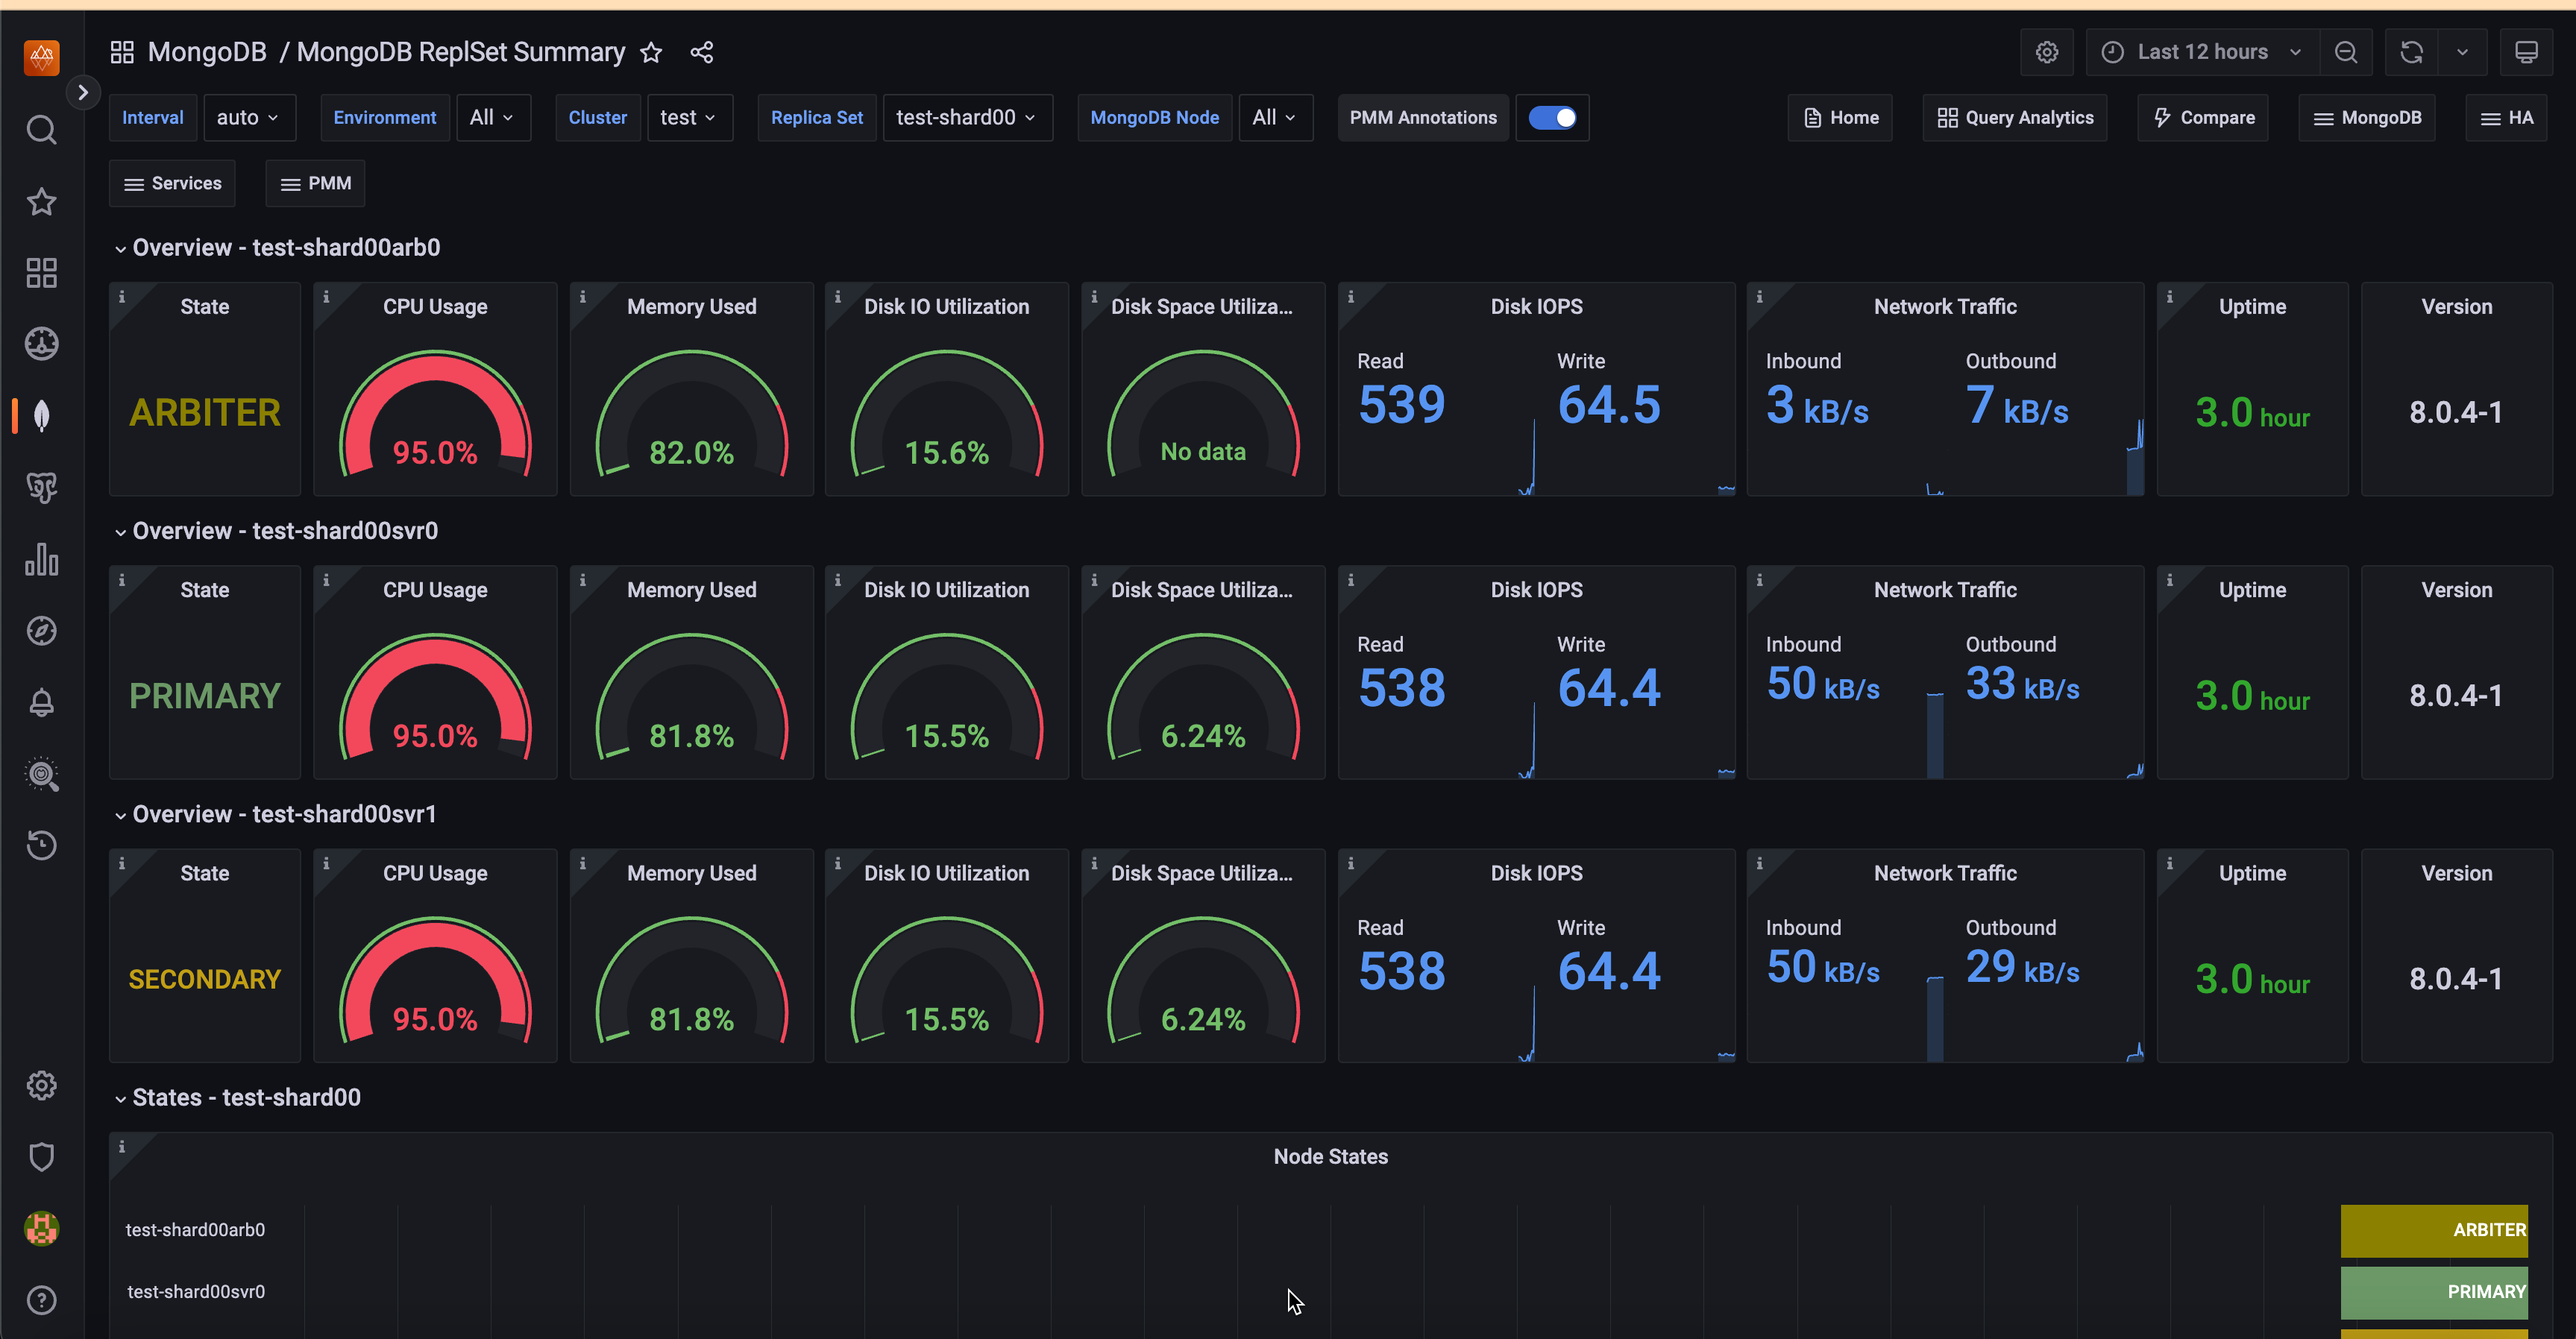 MongoDB / MongoDB ReplSet Summary
Last 12 hours
Interval auto Environment All Cluster test Replica Set test-shard00 MongoDB Node All PMM Annotations Home Query Analytics Compare MongoDB HA
Services PMM
Overview - test-shard00arb0
State CPU Usage Memory Used Disk IO Utilization Disk Space Utiliza... Disk IOPS Network Traffic Uptime Version
Read Write Inbound Outbound
539 64.5 3 kB/s 7 kB/s
ARBITER 3.0 hour 8.0.4-1
95.0% 82.0% 15.6% No data
Overview - test-shard00svr0
State CPU Usage Memory Used Disk IO Utilization Disk Space Utiliza... Disk IOPS Network Traffic Uptime Version
Read Write Inbound Outbound
538 64.4 50 kB/s 33 kB/s
PRIMARY 3.0 hour 8.0.4-1
95.0% 81.8% 15.5% 6.24%
Overview - test-shard00svr1
State CPU Usage Memory Used Disk IO Utilization Disk Space Utiliza... Disk IOPS Network Traffic Uptime Version
Read Write Inbound Outbound
538 64.4 50 kB/s 29 kB/s
SECONDARY 3.0 hour 8.0.4-1
95.0% 81.8% 15.5% 6.24%
States - test-shard00
Node States
test-shard00arb0 ARBITER
test-shard00svr0 PRIMARY